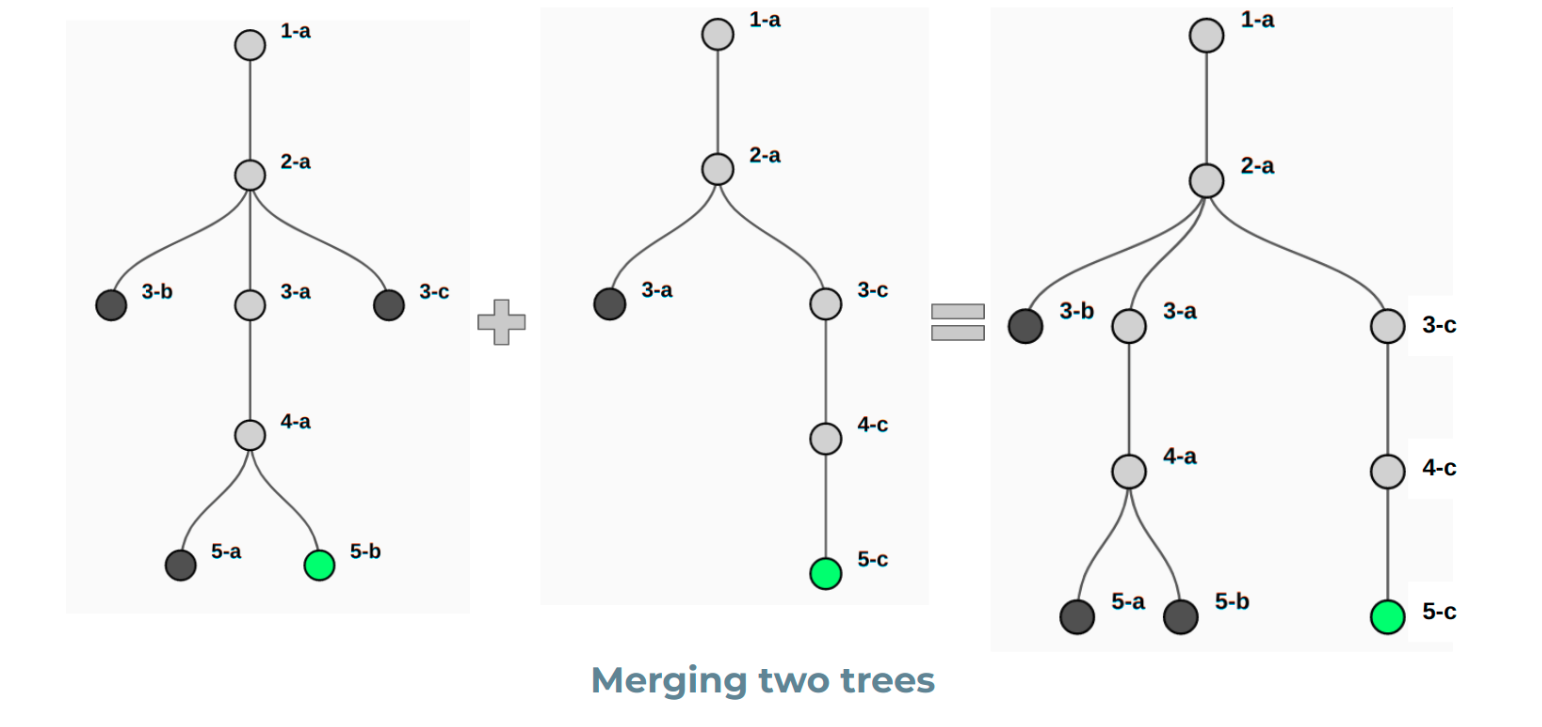 1-a
2-a
3-b
3-a
3-c
4-a
5-a
5-b
1-a
2-a
3-a
3-c
4-c
5-c
1-a
2-a
3-b
3-a
3-c
4-a
4-c
5-a
5-b
5-c
Merging two trees